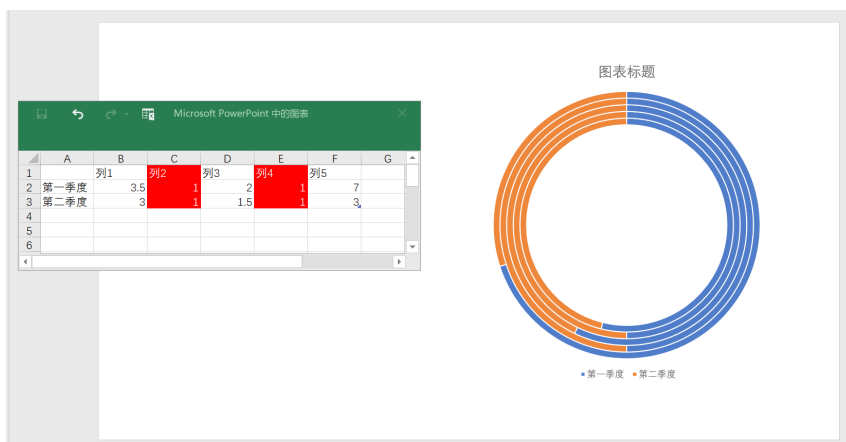 图表标题
Microsoft PowerPoint 中的图表
A B C D E F G
1 列1 列2 列3 列4 列5
2 第一季度 3.5 1 2 1 7
3 第二季度 3 1 1.5 1 3
4
5
6
第一季度 第二季度